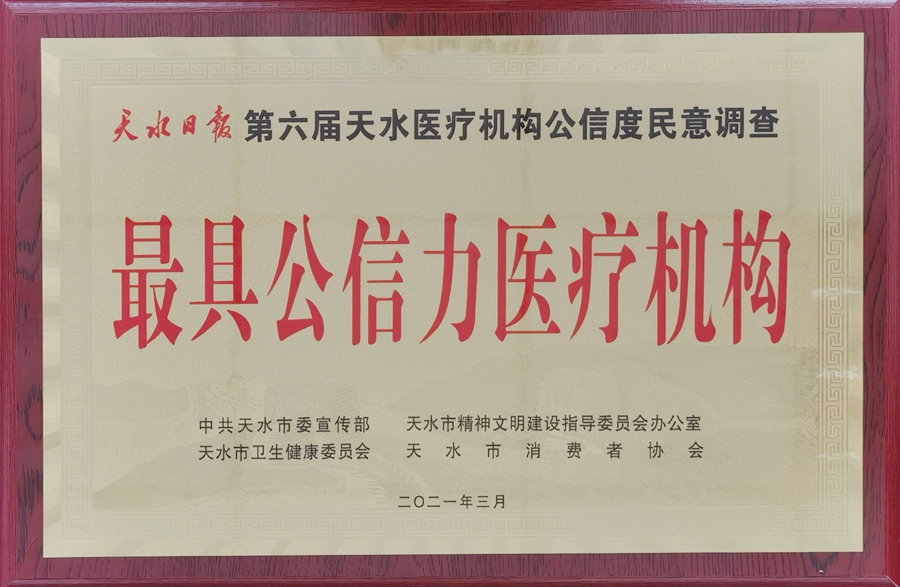 天水日报 第六届天水医疗机构公信度民意调查
最具公信力医疗机构
中共天水市委宣传部 天水市精神文明建设指导委员会办公室
天水市卫生健康委员会 天水市消费者协会
二〇二一年三月